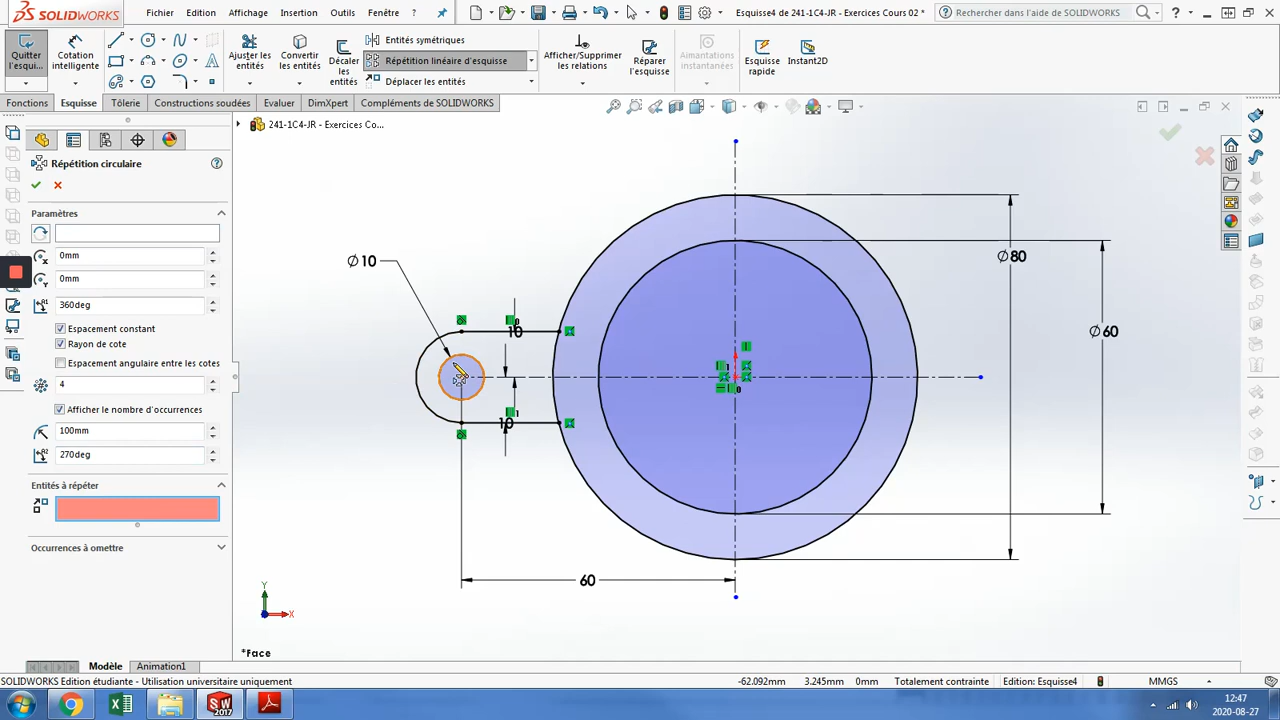 SOLIDWORKS
Fichier Edition Affichage Insertion Outils Fenêtre ?
Esquisse4 de 241-1C4-JR - Exercices Cours 02 *
Rechercher dans l'aide de SOLIDWORKS
Quitter l'esqui...
Cotation intelligente
Ajuster les entités
Convertir les entités
Décaler les entités
Entités symétriques
Répétition linéaire d'esquisse
Déplacer les entités
Afficher/Supprimer les relations
Réparer l'esquisse
Aimantations instantanées
Esquisse rapide
Instant2D
Fonctions Esquisse Tôlerie Constructions soudées Evaluer DimXpert Compléments de SOLIDWORKS
241-1C4-JR - Exercices Co...
Répétition circulaire
Paramètres
0mm
0mm
360deg
Espacement constant
Rayon de cote
Espacement angulaire entre les cotes
4
Afficher le nombre d'occurrences
100mm
270deg
Entités à répéter
Occurrences à omettre
Ø10
10
10
60
Ø80
Ø60
Y
X
*Face
Modèle Animation1
SOLIDWORKS Edition étudiante - Utilisation universitaire uniquement
-62.092mm 3.245mm 0mm Totalement contrainte Edition: Esquisse4 MMGS
SW 2017
12:47
2020-08-27